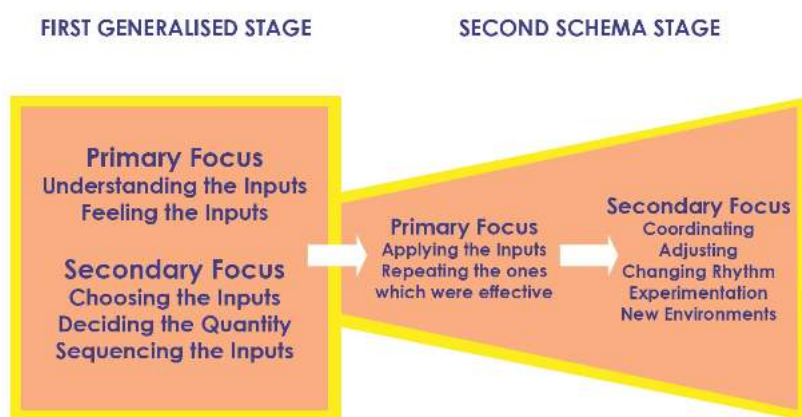 FIRST GENERALISED STAGE
SECOND SCHEMA STAGE
Primary Focus
Understanding the Inputs
Feeling the Inputs
Secondary Focus
Choosing the Inputs
Deciding the Quantity
Sequencing the Inputs
Primary Focus
Applying the Inputs
Repeating the ones
which were effective
Secondary Focus
Coordinating
Adjusting
Changing Rhythm
Experimentation
New Environments